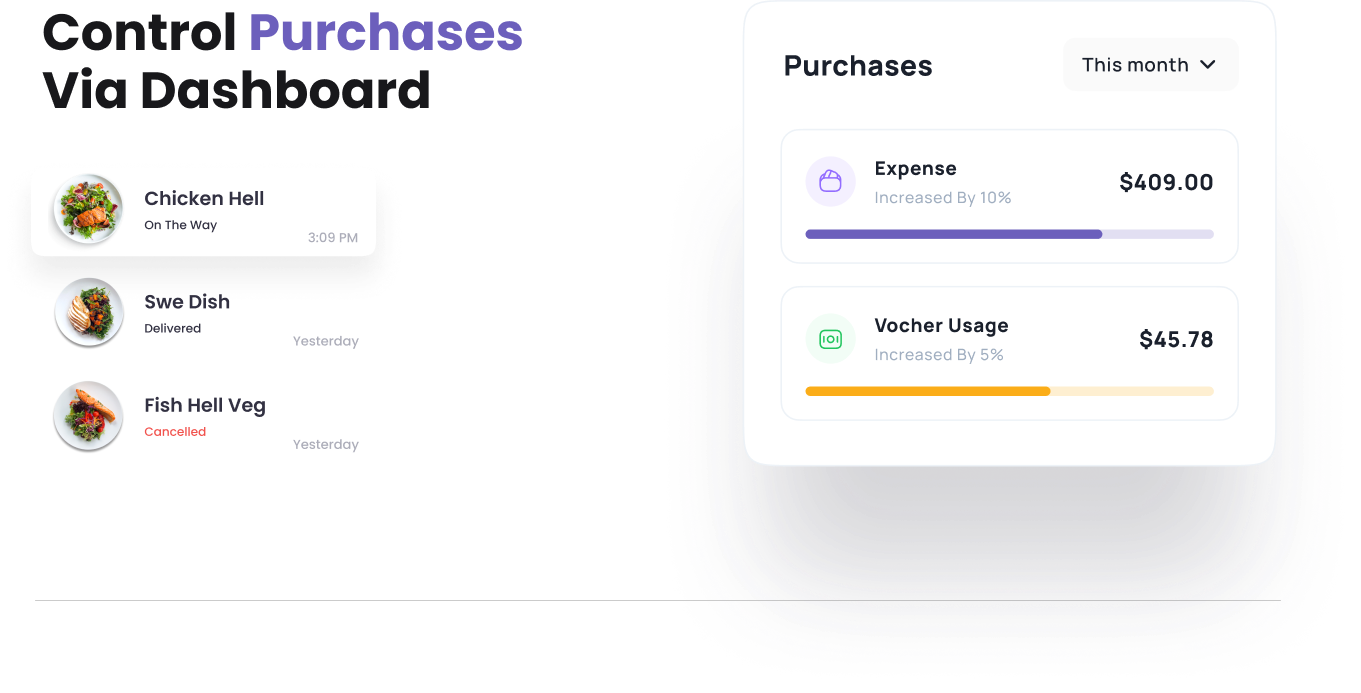 Control Purchases
Via Dashboard
Chicken Hell
On The Way
3:09 PM
Swe Dish
Delivered
Yesterday
Fish Hell Veg
Cancelled
Yesterday
Purchases
This month
Expense
Increased By 10%
$409.00
Vocher Usage
Increased By 5%
$45.78